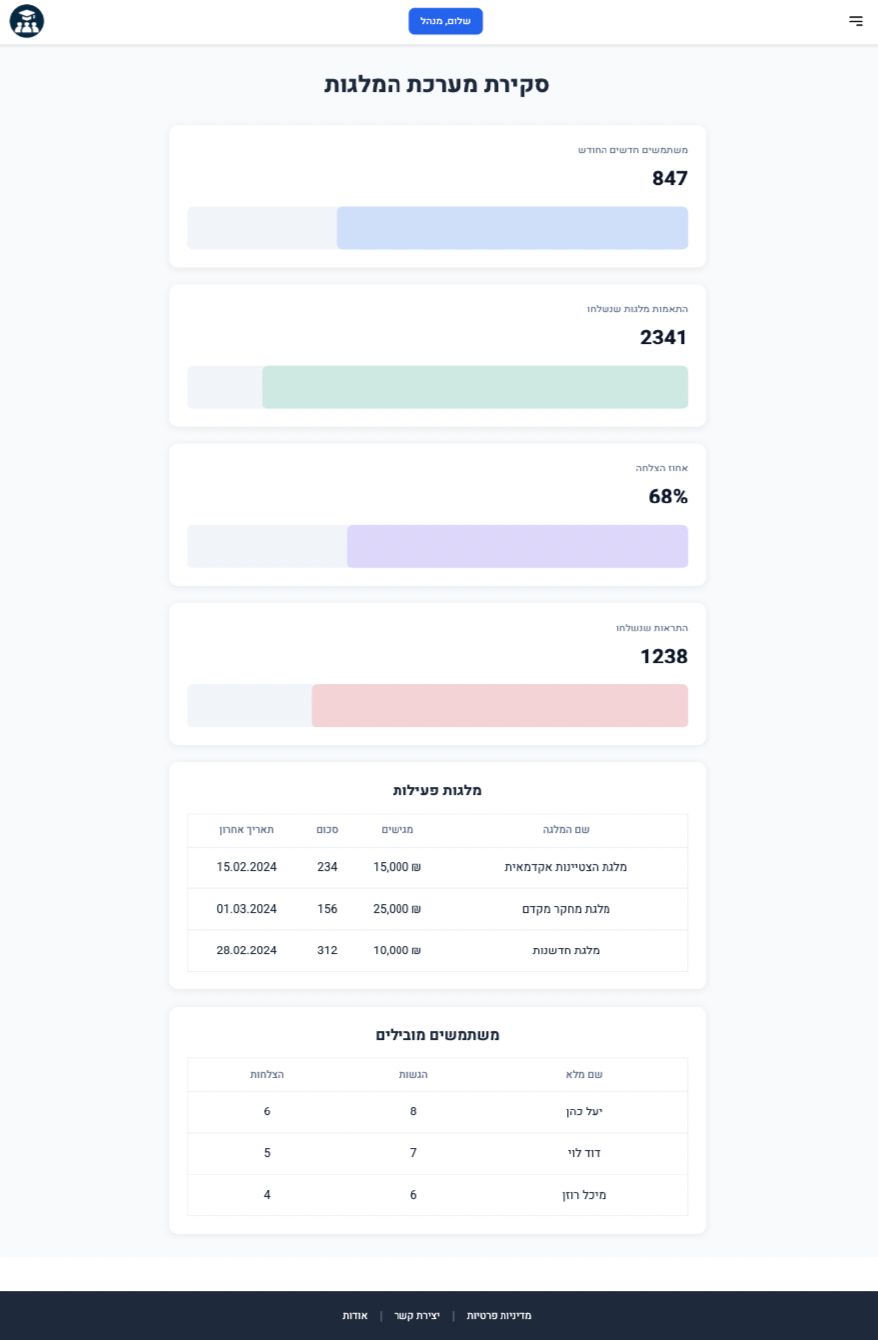 שלום, מנהל
סקירת מערכת המלגות
משתמשים חדשים החודש
847
התאמות מלגות שנשלחו
2341
אחוז הצלחה
68%
התראות שנשלחו
1238
מלגות פעילות
שם המלגה מגישים סכום תאריך אחרון
מלגת הצטיינות אקדמאית ₪ 15,000 234 15.02.2024
מלגת מחקר מקדם ₪ 25,000 156 01.03.2024
מלגת חדשנות ₪ 10,000 312 28.02.2024
משתמשים מובילים
שם מלא הגשות הצלחות
יעל כהן 8 6
דוד לוי 7 5
מיכל רוזן 6 4
מדיניות פרטיות | יצירת קשר | אודות